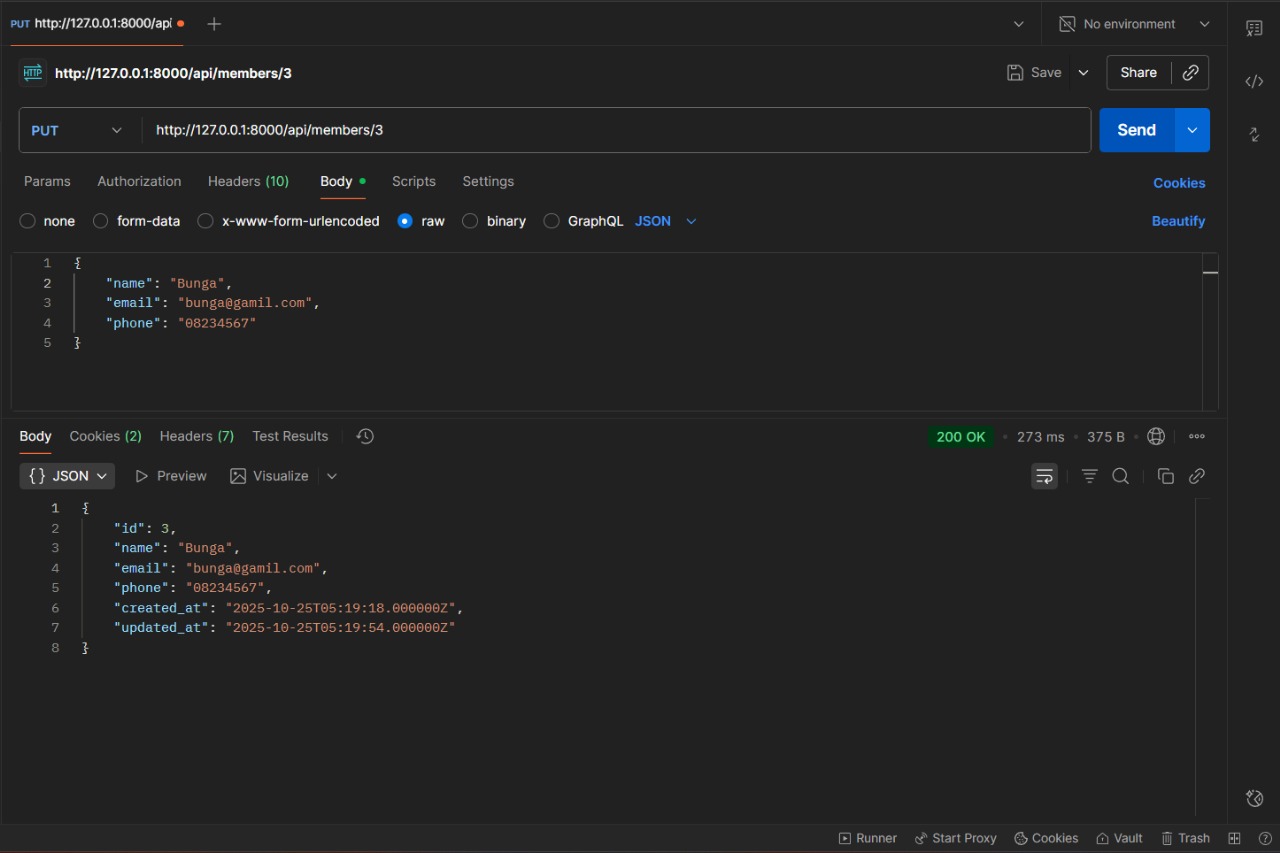 PUT http://127.0.0.1:8000/api
No environment
HTTP http://127.0.0.1:8000/api/members/3
Save
Share
PUT http://127.0.0.1:8000/api/members/3
Send
Params Authorization Headers (10) Body Scripts Settings
Cookies
none form-data x-www-form-urlencoded raw binary GraphQL JSON
Beautify
1 {
2 "name": "Bunga",
3 "email": "bunga@gamil.com",
4 "phone": "08234567"
5 }
Body Cookies (2) Headers (7) Test Results
200 OK • 273 ms • 375 B •
{} JSON Preview Visualize
1 {
2 "id": 3,
3 "name": "Bunga",
4 "email": "bunga@gamil.com",
5 "phone": "08234567",
6 "created_at": "2025-10-25T05:19:18.000000Z",
7 "updated_at": "2025-10-25T05:19:54.000000Z"
8 }
Runner Start Proxy Cookies Vault Trash